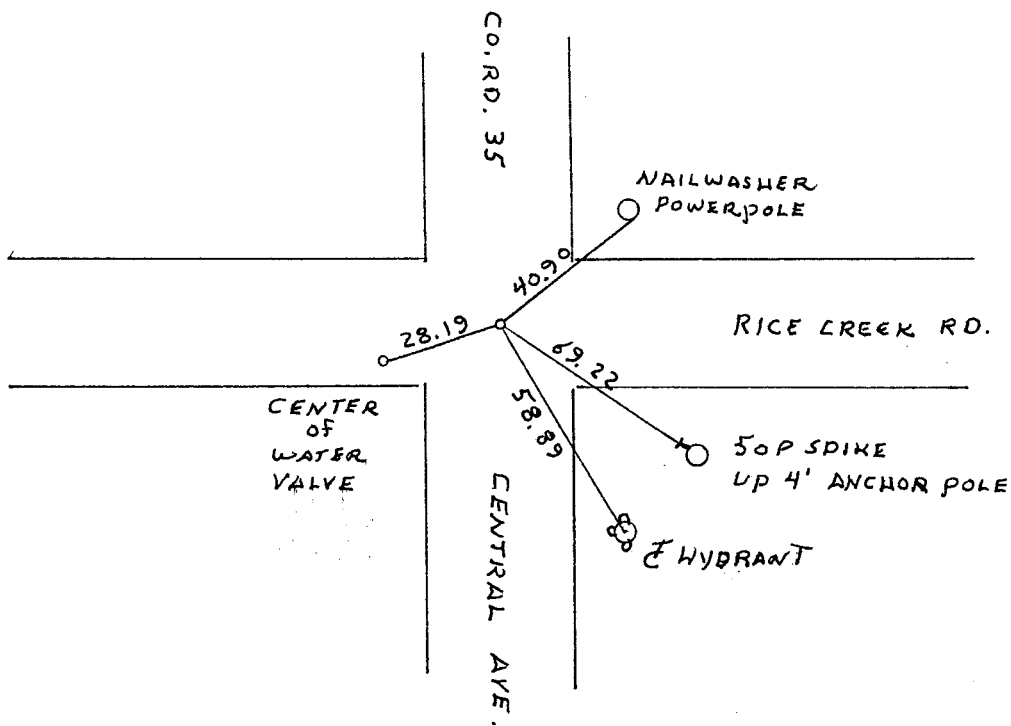 CO. RD. 35
NAILWASHER
POWERPOLE
40.90
28.19
RICE CREEK RD.
69.22
58.89
CENTER
OF
WATER
VALVE
50P SPIKE
UP 4' ANCHOR POLE
℄ HYDRANT
CENTRAL AVE.